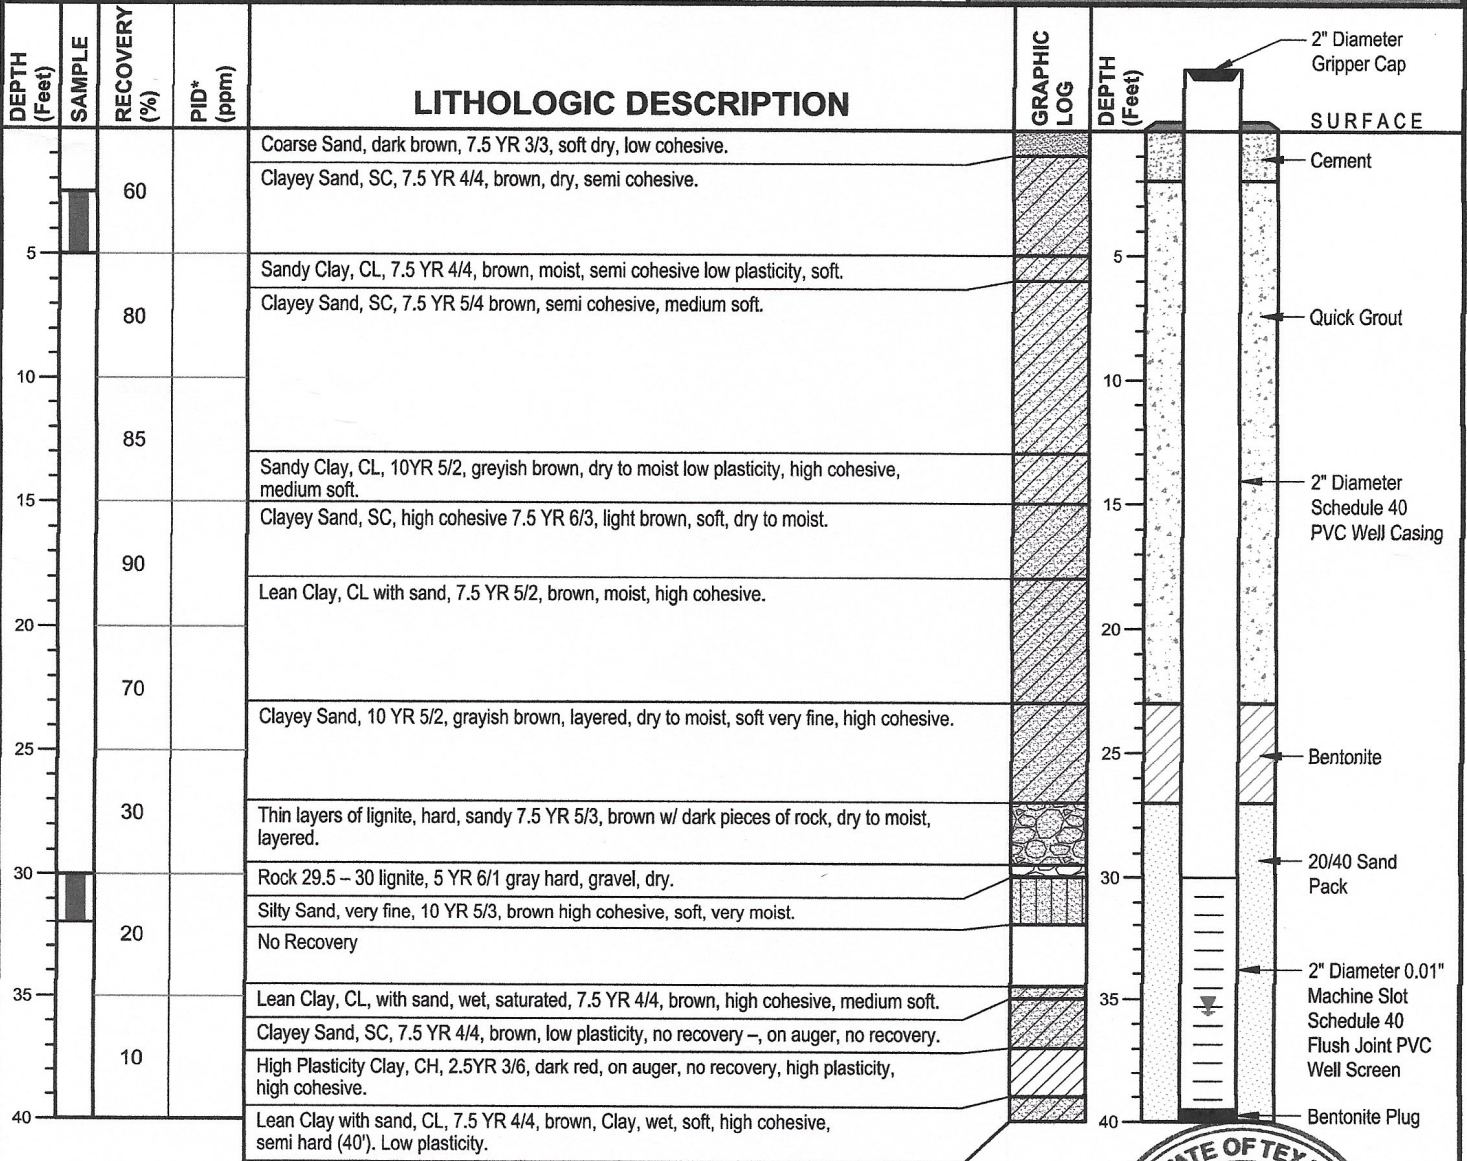 DEPTH
(Feet)
SAMPLE
RECOVERY
(%)
PID*
(ppm)
LITHOLOGIC DESCRIPTION
GRAPHIC
LOG
DEPTH
(Feet)
2" Diameter
Gripper Cap
SURFACE
Coarse Sand, dark brown, 7.5 YR 3/3, soft dry, low cohesive.
Cement
Clayey Sand, SC, 7.5 YR 4/4, brown, dry, semi cohesive.
60
5
5
Sandy Clay, CL, 7.5 YR 4/4, brown, moist, semi cohesive low plasticity, soft.
Clayey Sand, SC, 7.5 YR 5/4 brown, semi cohesive, medium soft.
80
Quick Grout
10
10
85
Sandy Clay, CL, 10YR 5/2, greyish brown, dry to moist low plasticity, high cohesive,
medium soft.
2" Diameter
Schedule 40
PVC Well Casing
15
15
Clayey Sand, SC, high cohesive 7.5 YR 6/3, light brown, soft, dry to moist.
90
Lean Clay, CL with sand, 7.5 YR 5/2, brown, moist, high cohesive.
20
20
70
Clayey Sand, 10 YR 5/2, grayish brown, layered, dry to moist, soft very fine, high cohesive.
25
25
Bentonite
30
Thin layers of lignite, hard, sandy 7.5 YR 5/3, brown w/ dark pieces of rock, dry to moist,
layered.
20/40 Sand
Pack
30
30
Rock 29.5 – 30 lignite, 5 YR 6/1 gray hard, gravel, dry.
Silty Sand, very fine, 10 YR 5/3, brown high cohesive, soft, very moist.
20
No Recovery
2" Diameter 0.01"
Machine Slot
Schedule 40
Flush Joint PVC
Well Screen
35
35
Lean Clay, CL, with sand, wet, saturated, 7.5 YR 4/4, brown, high cohesive, medium soft.
Clayey Sand, SC, 7.5 YR 4/4, brown, low plasticity, no recovery –, on auger, no recovery.
10
High Plasticity Clay, CH, 2.5YR 3/6, dark red, on auger, no recovery, high plasticity,
high cohesive.
40
40
Bentonite Plug
Lean Clay with sand, CL, 7.5 YR 4/4, brown, Clay, wet, soft, high cohesive,
semi hard (40'). Low plasticity.
OF